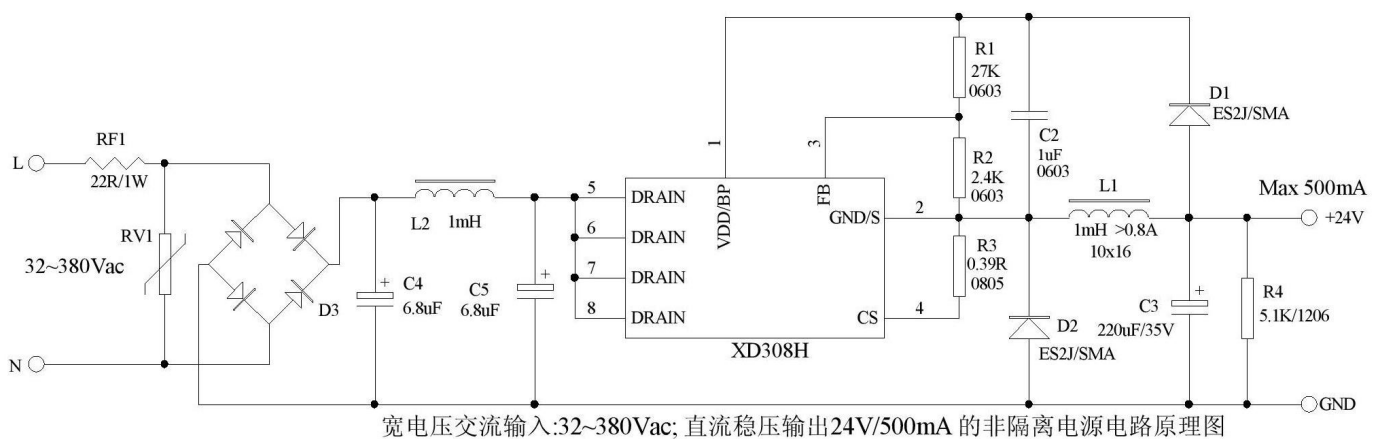 R1
27K
0603
D1
ES2J/SMA
RF1
L
22R/1W
1
3
C2
1uF
0603
R2
2.4K
0603
L1
Max 500mA
5
DRAIN
VDD/BP
FB
GND/S
2
+24V
L2
1mH
1mH >0.8A
10x16
RV1
32~380Vac
6
DRAIN
R3
0.39R
0805
7
DRAIN
D3
C4
6.8uF
C5
6.8uF
R4
5.1K/1206
8
DRAIN
CS
4
C3
220uF/35V
D2
ES2J/SMA
XD308H
N
GND
+
+
+
宽电压交流输入:32~380Vac; 直流稳压输出24V/500mA 的非隔离电源电路原理图